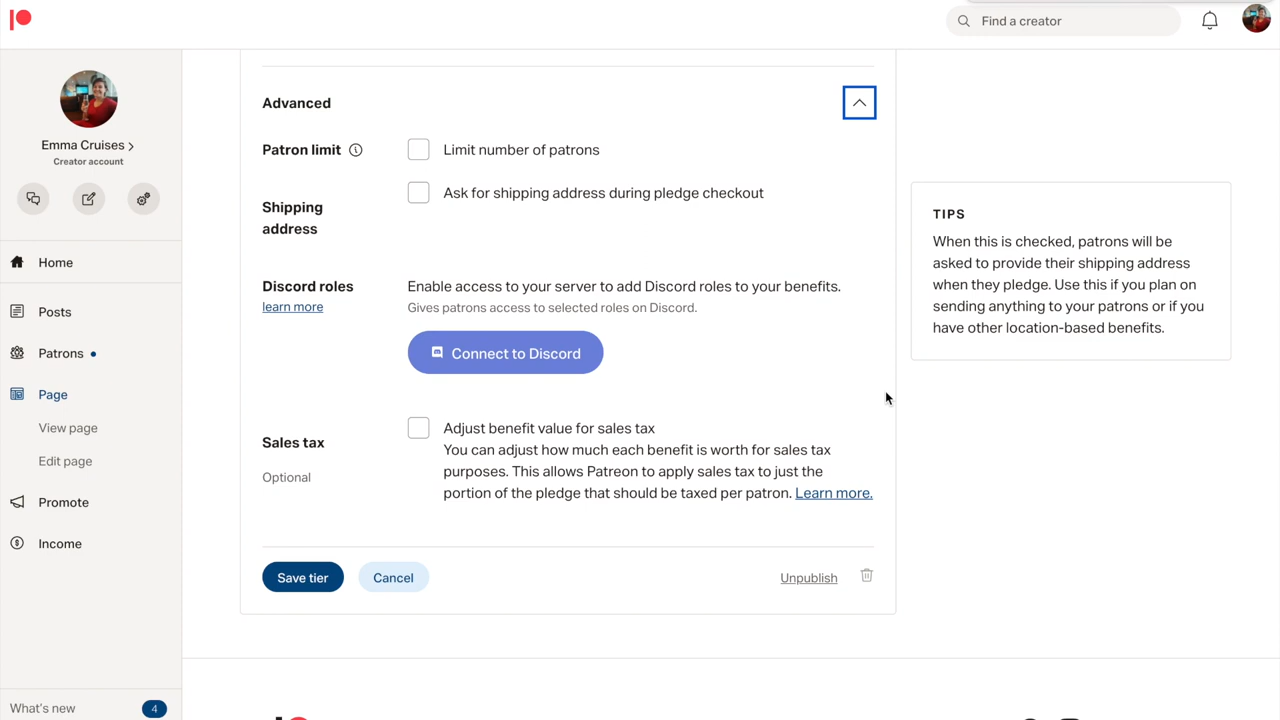 Find a creator
Emma Cruises
Creator account
Home
Posts
Patrons
Page
View page
Edit page
Promote
Income
What's new
4
Advanced
Patron limit
Limit number of patrons
Shipping
address
Ask for shipping address during pledge checkout
Discord roles
learn more
Enable access to your server to add Discord roles to your benefits.
Gives patrons access to selected roles on Discord.
Connect to Discord
Sales tax
Optional
Adjust benefit value for sales tax
You can adjust how much each benefit is worth for sales tax
purposes. This allows Patreon to apply sales tax to just the
portion of the pledge that should be taxed per patron. Learn more.
Save tier
Cancel
Unpublish
TIPS
When this is checked, patrons will be
asked to provide their shipping address
when they pledge. Use this if you plan on
sending anything to your patrons or if you
have other location-based benefits.